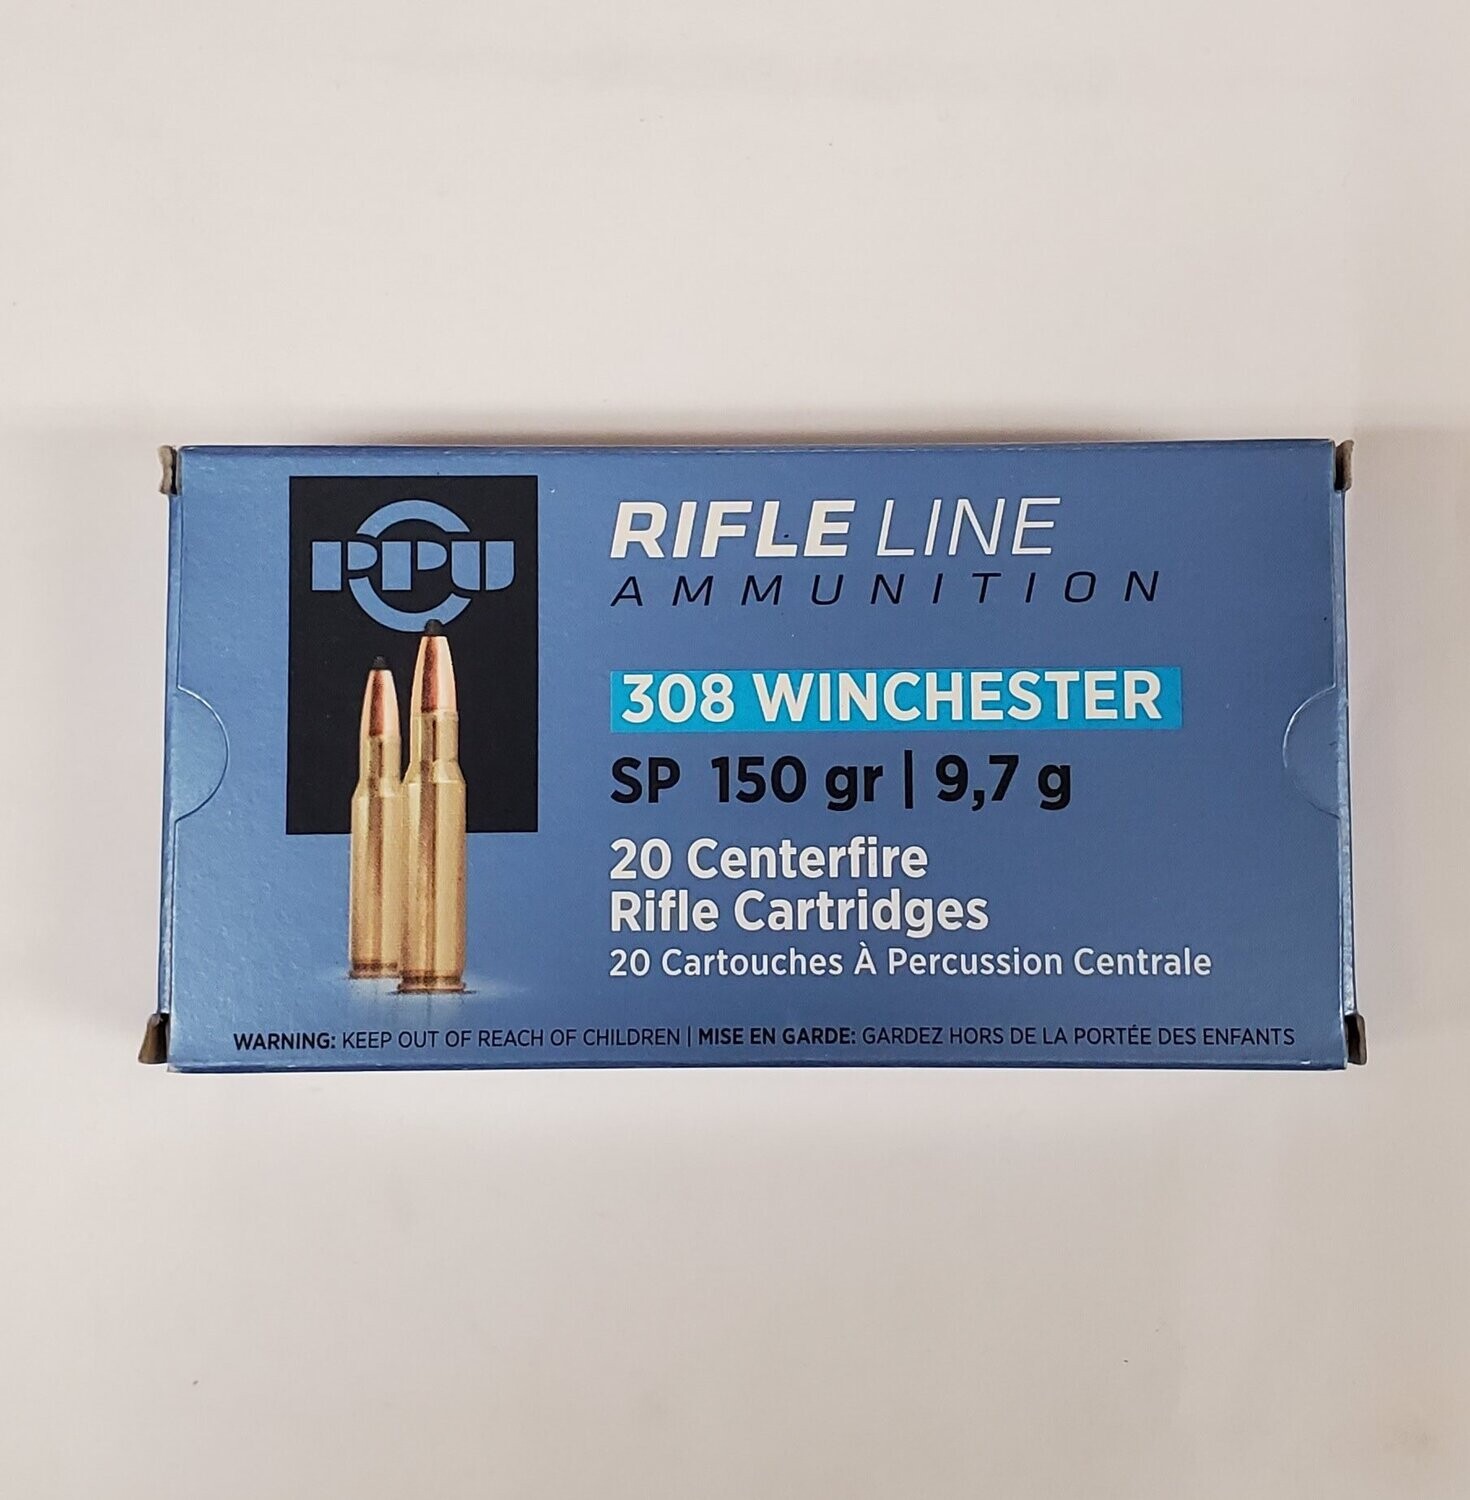 PPU
RIFLE LINE
AMMUNITION
308 WINCHESTER
SP 150 gr | 9,7 g
20 Centerfire
Rifle Cartridges
20 Cartouches À Percussion Centrale
WARNING: KEEP OUT OF REACH OF CHILDREN | MISE EN GARDE: GARDEZ HORS DE LA PORTÉE DES ENFANTS